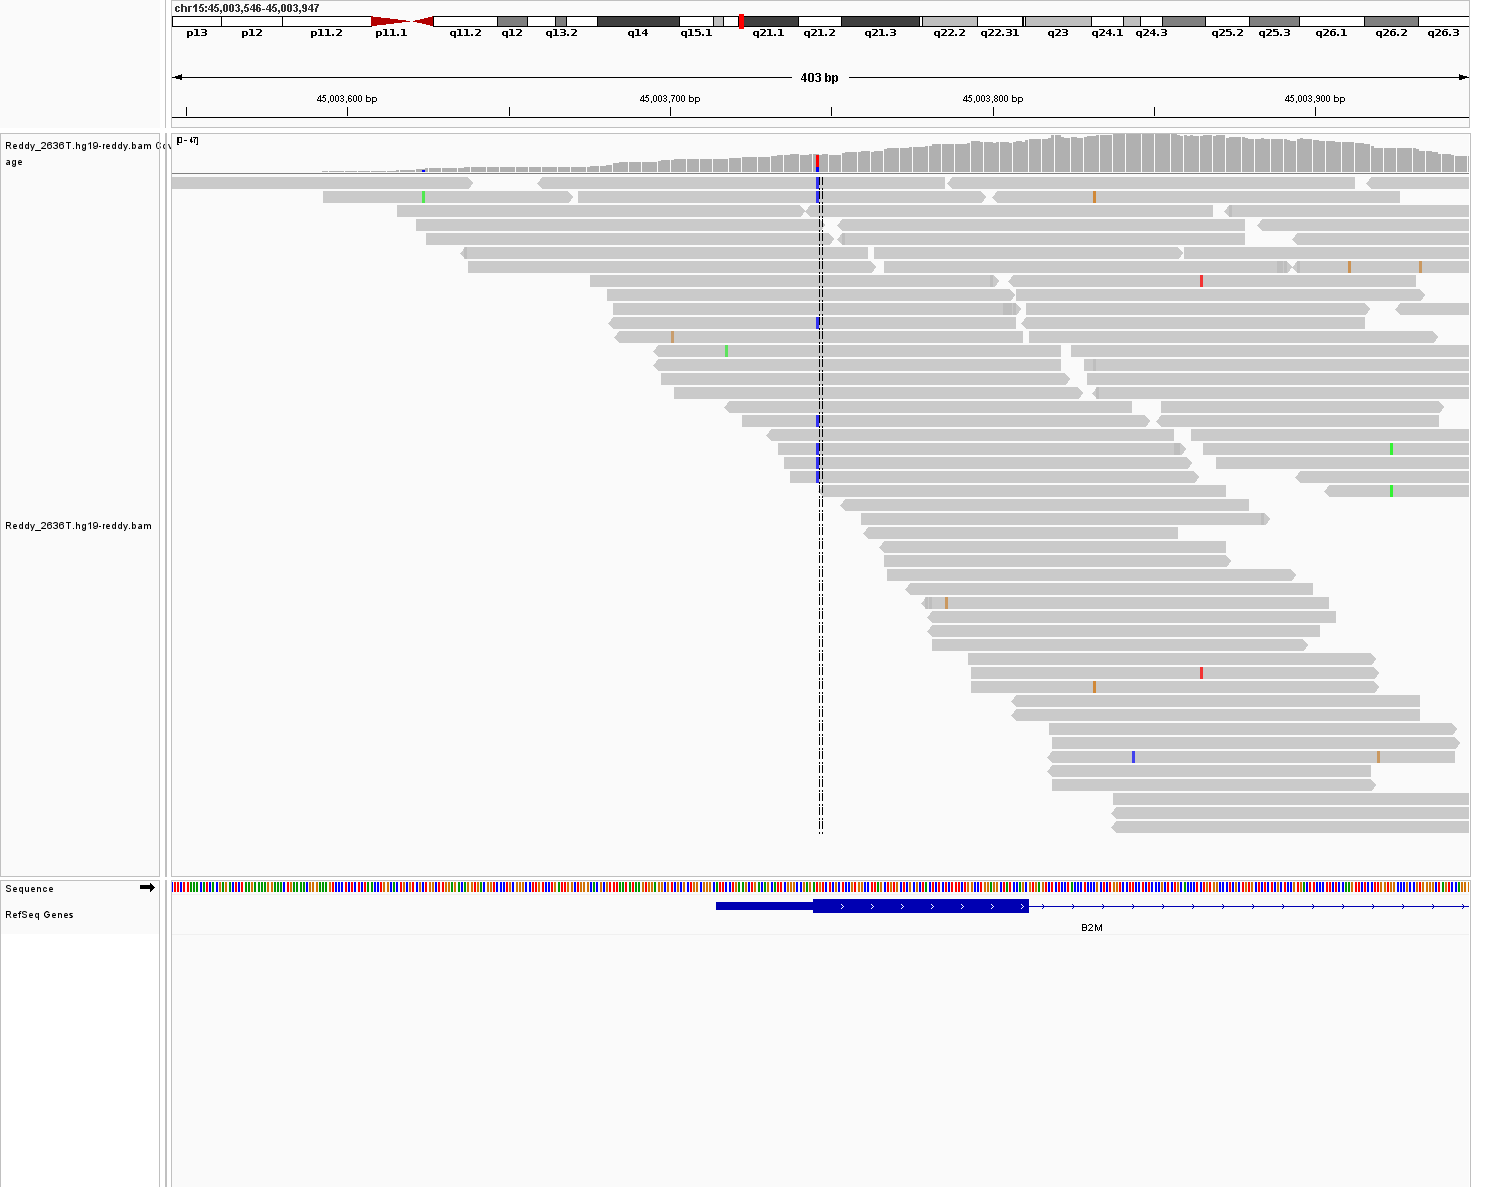 chr15:45,003,546-45,003,947
p13 p12 p11.2 p11.1 q11.2 q12 q13.2 q14 q15.1 q21.1 q21.2 q21.3 q22.2 q22.31 q23 q24.1 q24.3 q25.2 q25.3 q26.1 q26.2 q26.3
403 bp
45,003,600 bp 45,003,700 bp 45,003,800 bp 45,003,900 bp
[0 - 47]
Reddy_2636T.hg19-reddy.bam Cov
age
Reddy_2636T.hg19-reddy.bam
Sequence
RefSeq Genes
B2M